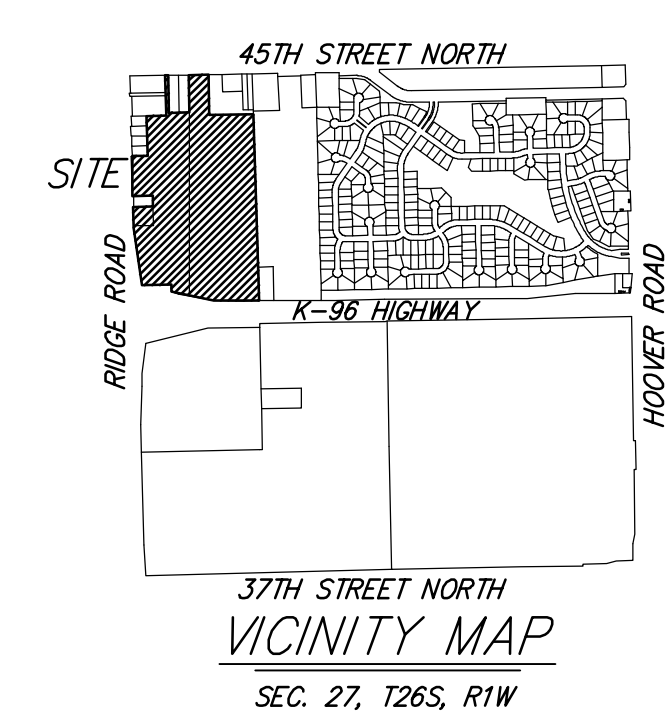 45TH STREET NORTH
SITE
RIDGE ROAD
K-96 HIGHWAY
HOOVER ROAD
37TH STREET NORTH
VICINITY MAP
SEC. 27, T26S, R1W